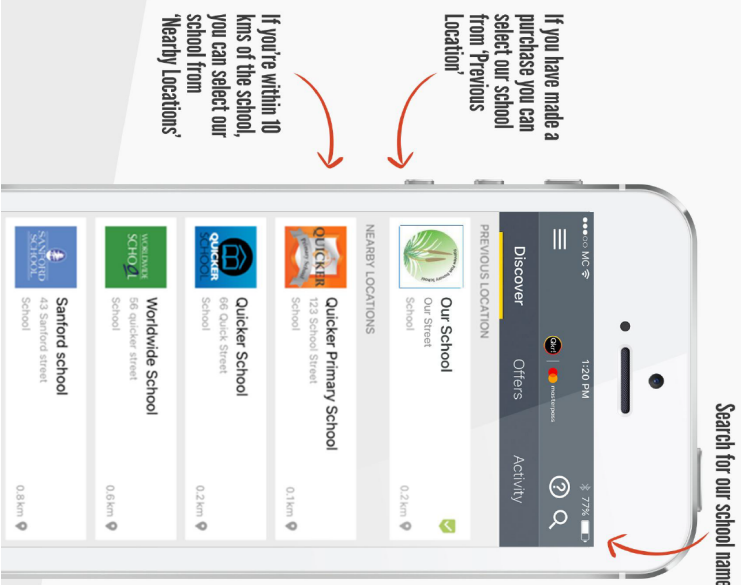 Search for our school name
If you have made a
purchase you can
select our school
from ‘Previous
Location’
If you’re within 10
kms of the school,
you can select our
school from
‘Nearby Locations’
MC
1:20 PM
77%
Qkr!
masterpass
Discover
Offers
Activity
PREVIOUS LOCATION
Our School
Our Street
School
0.2 km
NEARBY LOCATIONS
QUICKER
Quicker Primary School
123 School Street
School
0.1 km
QUICKER
SCHOOL
Quicker School
66 Quick Street
School
0.2 km
WORLDWIDE
SCHOOL
Worldwide School
56 quicker street
School
0.6 km
SANFORD
SCHOOL
Sanford school
43 Sanford street
School
0.8 km